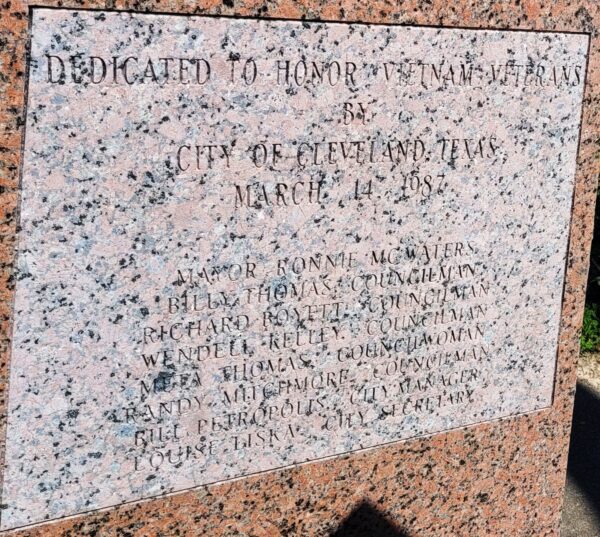 DEDICATED TO HONOR VIETNAM VETERANS
BY
CITY OF CLEVELAND, TEXAS
MARCH 14, 1987
MAYOR RONNIE MCWATERS
BILLY THOMAS, COUNCILMAN
RICHARD BOYETT, COUNCILMAN
WENDELL KELLEY, COUNCILMAN
META THOMAS, COUNCILWOMAN
RANDY MITCHMORE, COUNCILMAN
BILL PETROPOLIS, CITY MANAGER
LOUISE LISKA, CITY SECRETARY